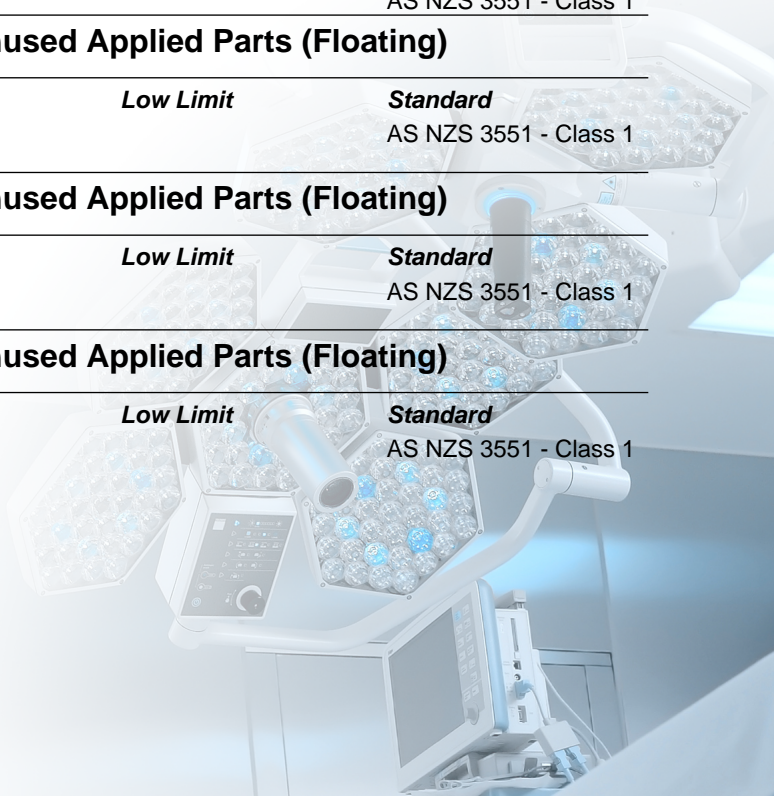 AS NZS 3551 - Class 1
used Applied Parts (Floating)
Low Limit Standard
AS NZS 3551 - Class 1
used Applied Parts (Floating)
Low Limit Standard
AS NZS 3551 - Class 1
used Applied Parts (Floating)
Low Limit Standard
AS NZS 3551 - Class 1